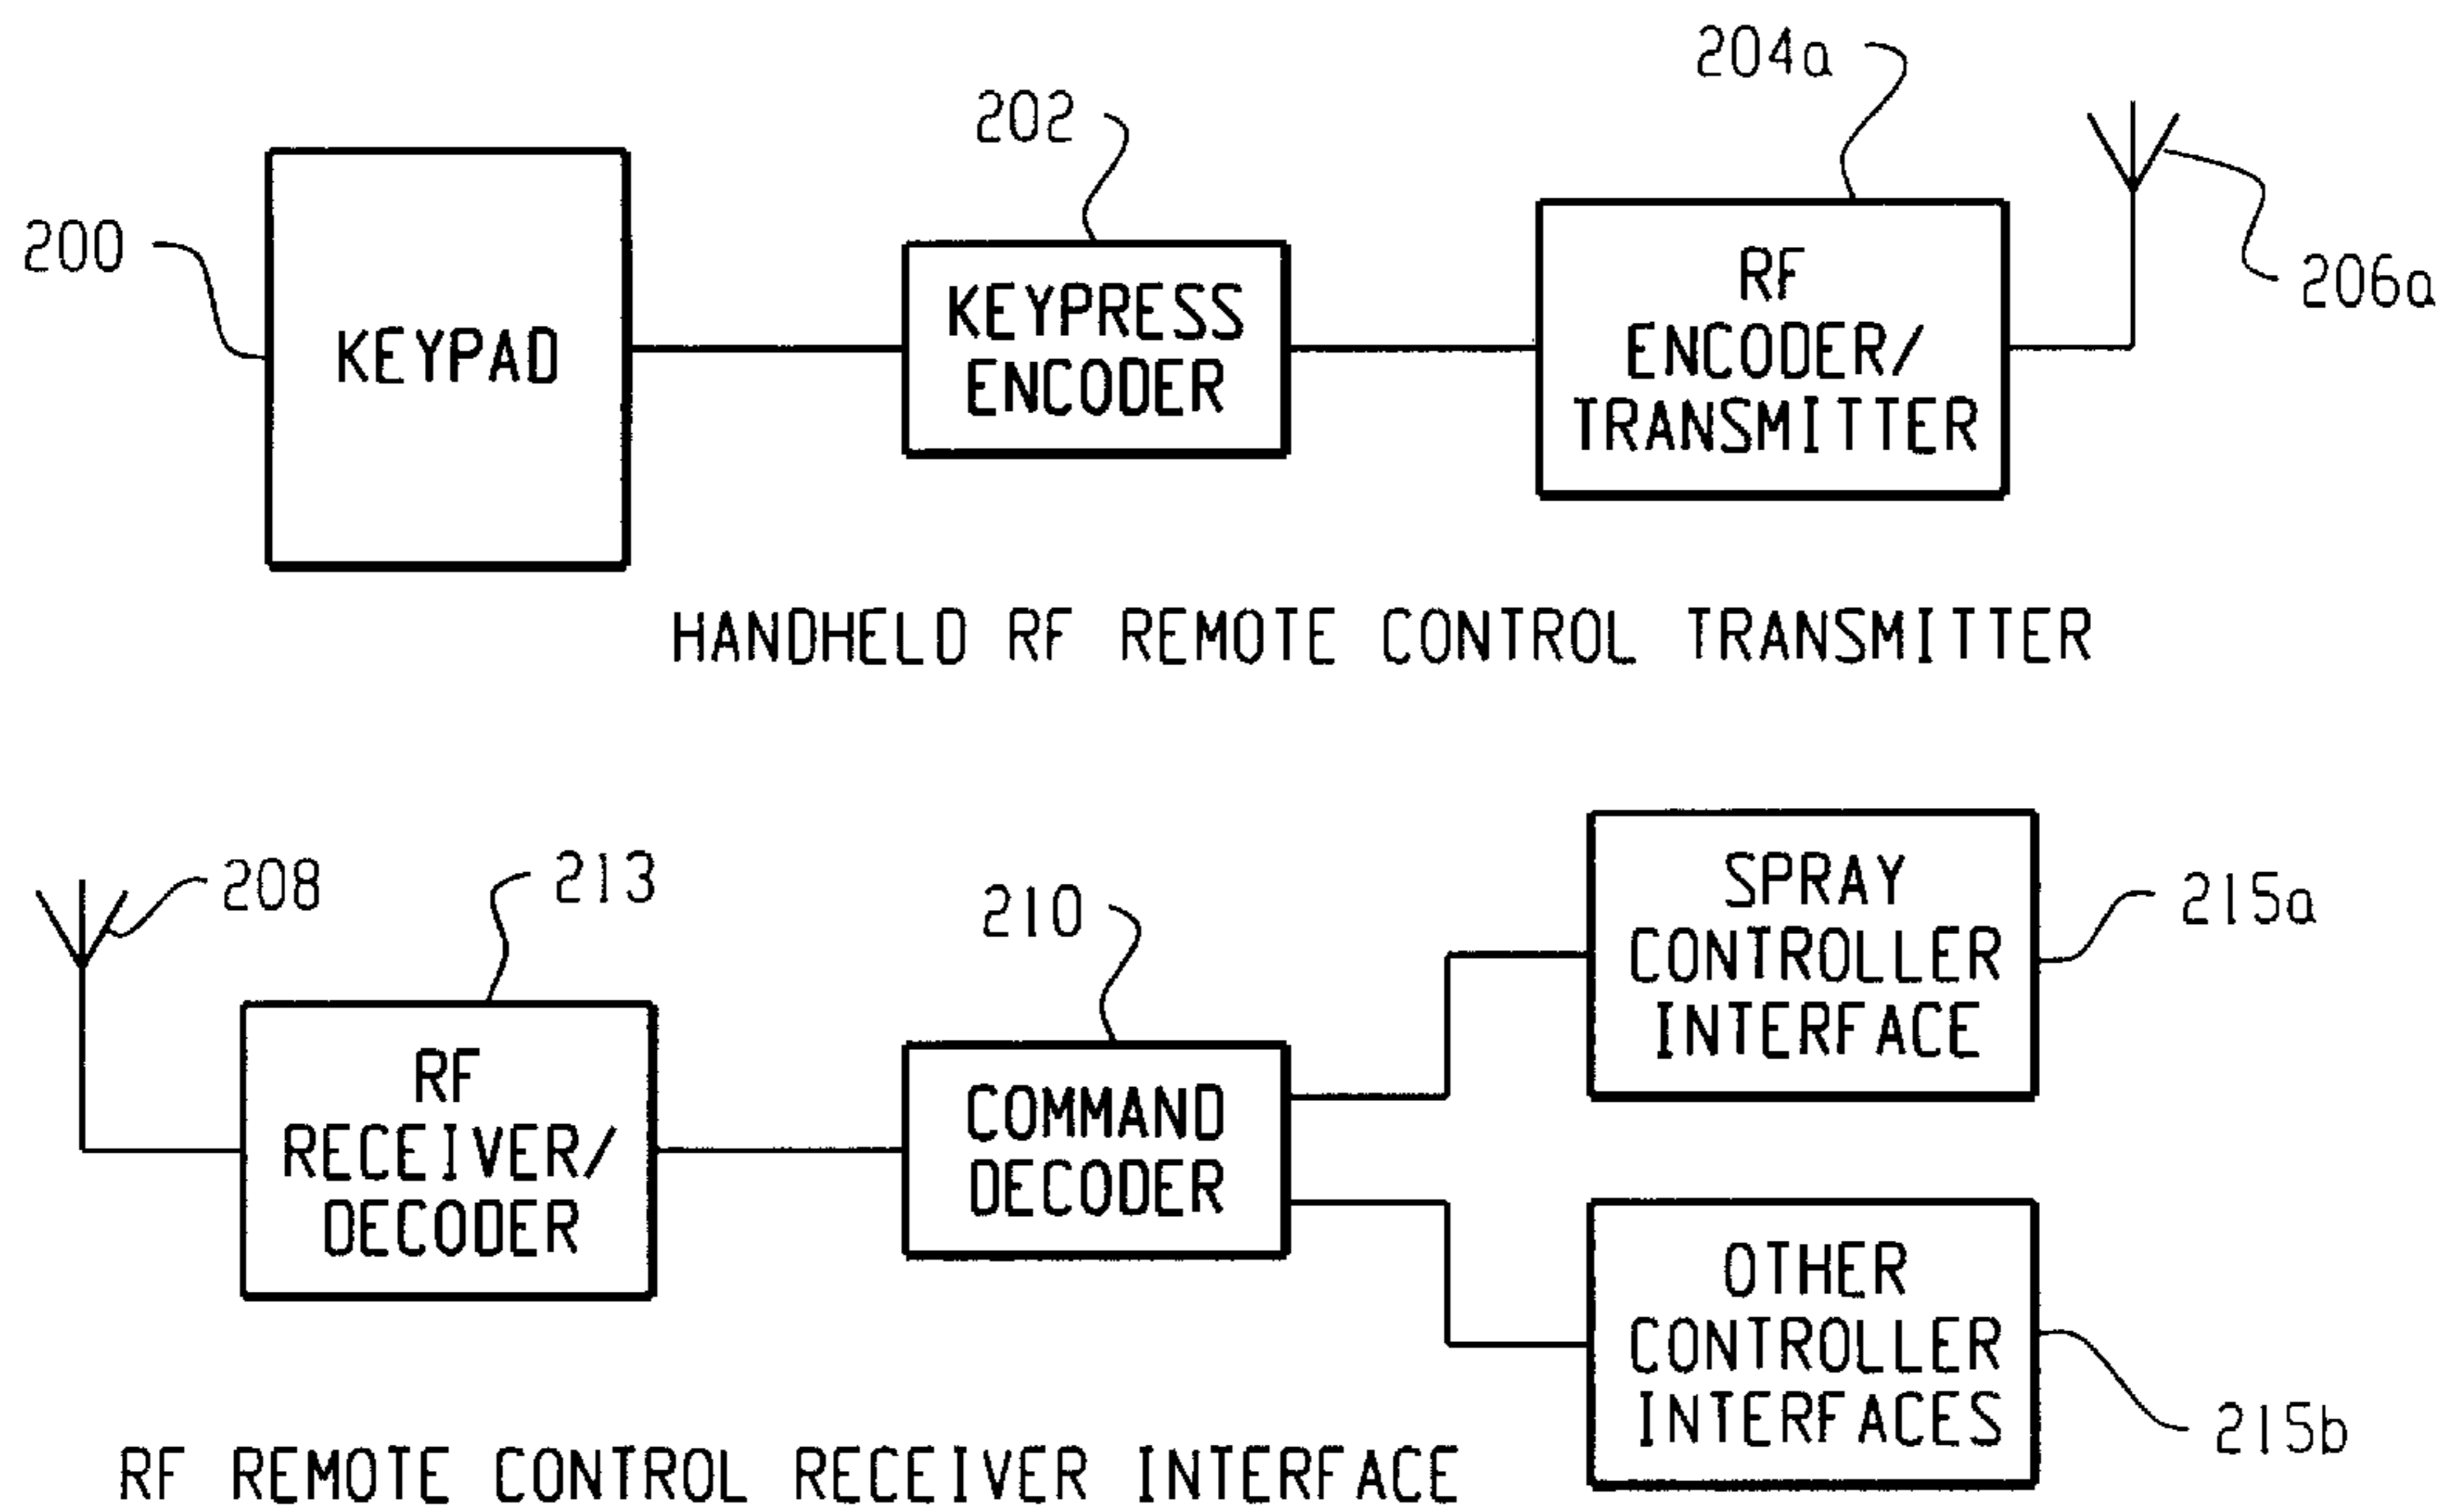 204a
202
206a
200
KEYPAD
KEYPRESS
ENCODER
RF
ENCODER/
TRANSMITTER
HANDHELD RF REMOTE CONTROL TRANSMITTER
208
213
210
215a
RF
RECEIVER/
DECODER
COMMAND
DECODER
SPRAY
CONTROLLER
INTERFACE
OTHER
CONTROLLER
INTERFACES
215b
RF REMOTE CONTROL RECEIVER INTERFACE